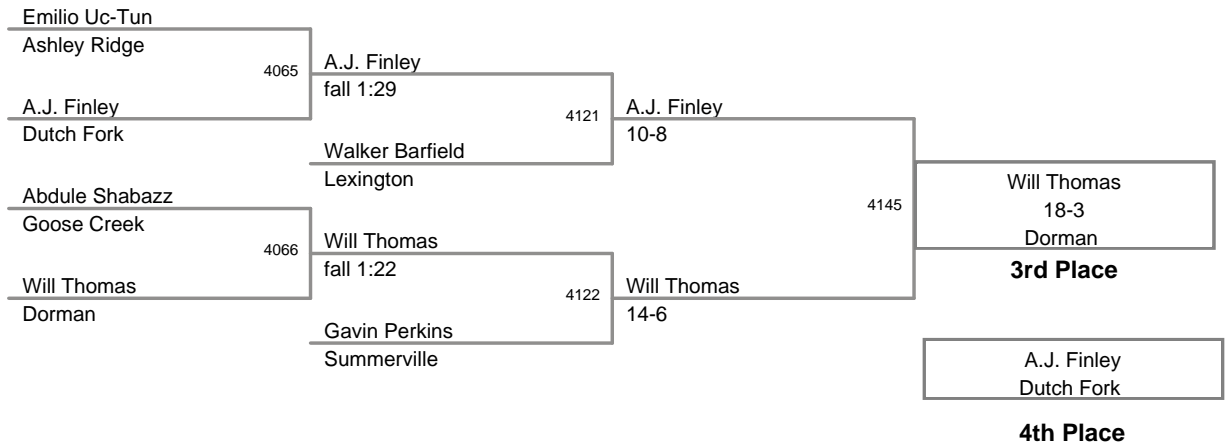 Emilio Uc-Tun
Ashley Ridge
4065
A.J. Finley
Dutch Fork
A.J. Finley
fall 1:29
4121
Walker Barfield
Lexington
Abdule Shabazz
Goose Creek
4066
Will Thomas
Dorman
Will Thomas
fall 1:22
4122
Gavin Perkins
Summerville
A.J. Finley
10-8
4145
Will Thomas
14-6
Will Thomas
18-3
Dorman
3rd Place
A.J. Finley
Dutch Fork
4th Place